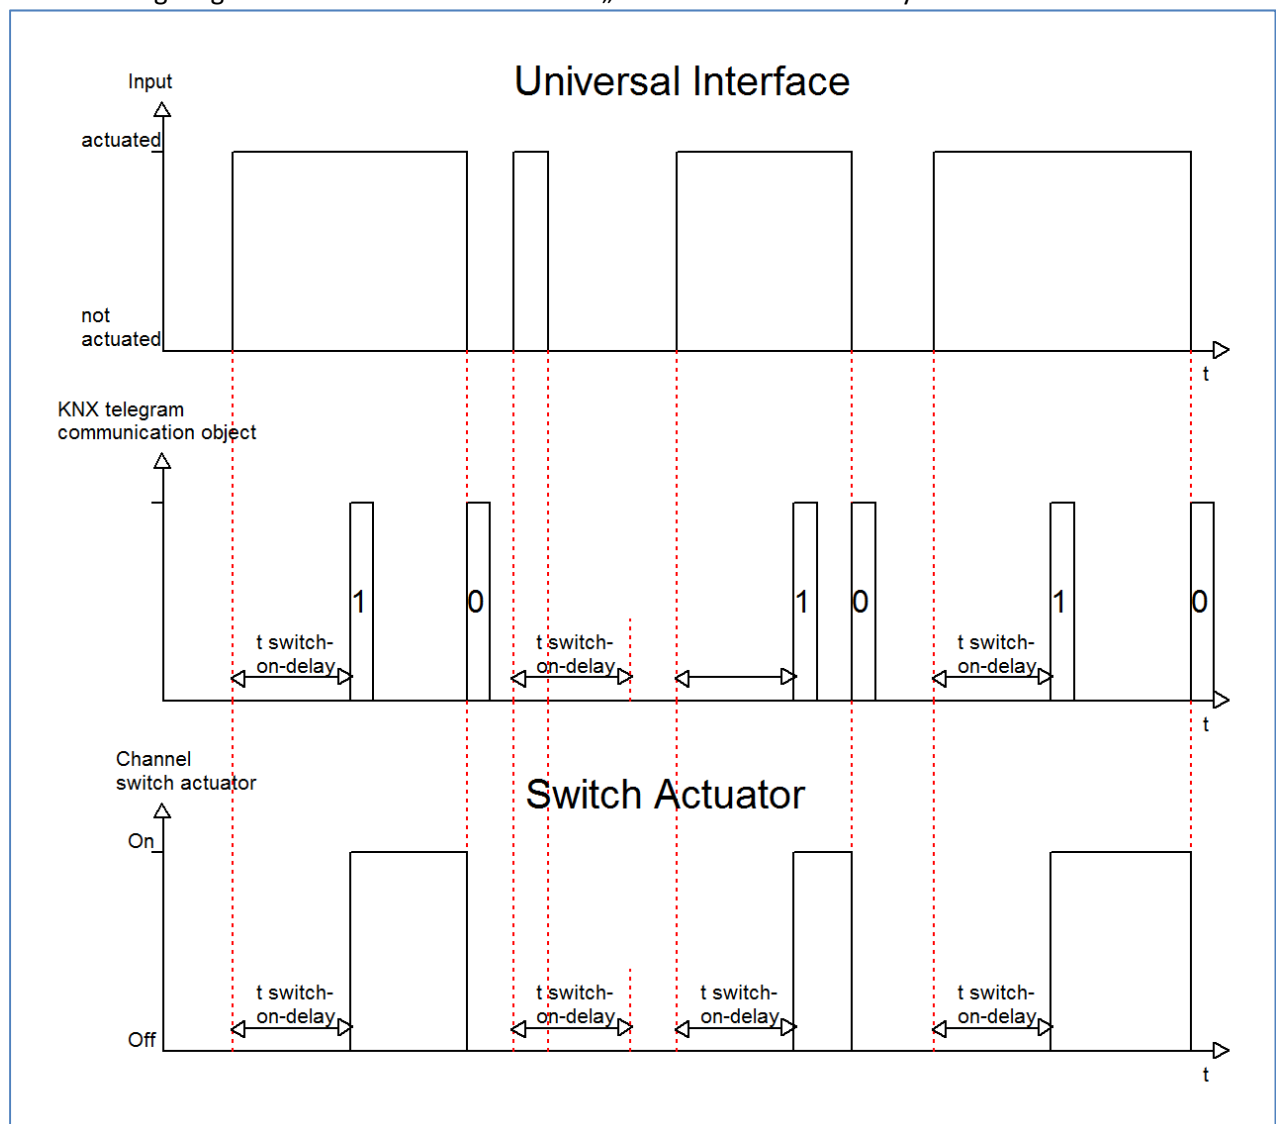 Universal Interface
Input
actuated
not
actuated
t
KNX telegram
communication object
1
0
1
0
1
0
t switch-
on-delay
t switch-
on-delay
t switch-
on-delay
t
Channel
switch actuator
Switch Actuator
On
t switch-
on-delay
t switch-
on-delay
t switch-
on-delay
t switch-
on-delay
Off
t